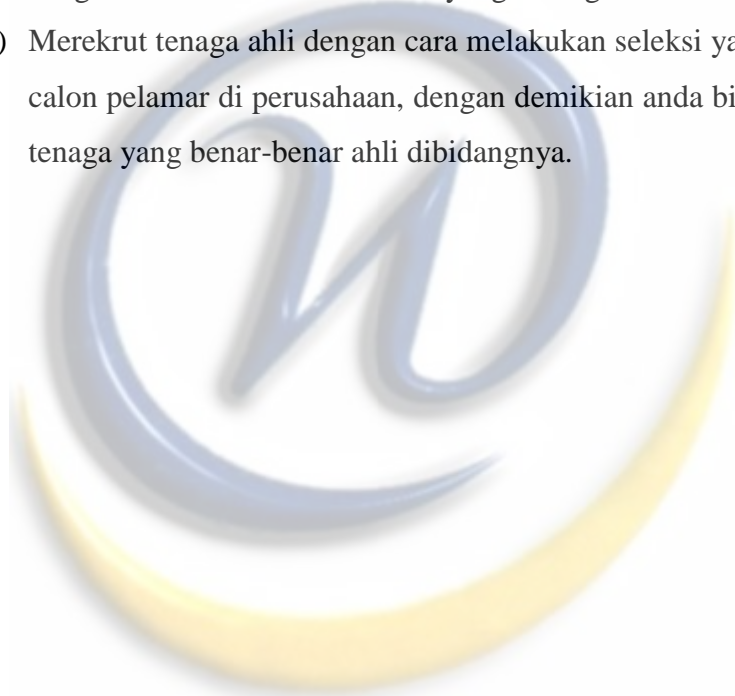 ) Merekrut tenaga ahli dengan cara melakukan seleksi ya
calon pelamar di perusahaan, dengan demikian anda bi
tenaga yang benar-benar ahli dibidangnya.